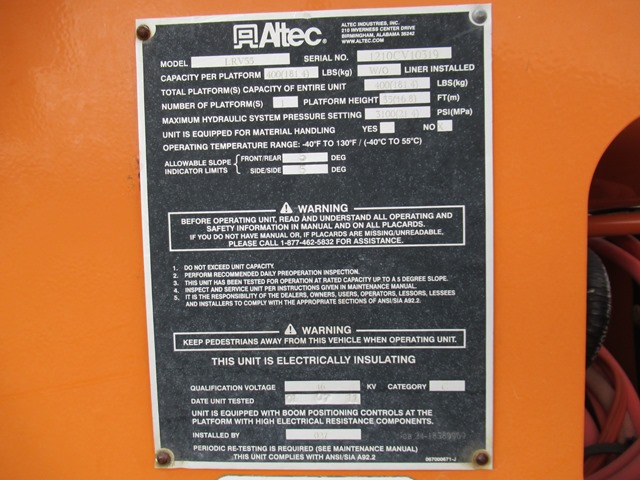 Altec
ALTEC INDUSTRIES, INC.
210 INVERNESS CENTER DRIVE
BIRMINGHAM, ALABAMA 35242
WWW.ALTEC.COM
MODEL LRV55 SERIAL NO.
CAPACITY PER PLATFORM 400(181.4) LBS(kg) W/O LINER INSTALLED
TOTAL PLATFORM(S) CAPACITY OF ENTIRE UNIT 400(181.4) LBS(kg)
NUMBER OF PLATFORM(S) 1 PLATFORM HEIGHT FT(m)
MAXIMUM HYDRAULIC SYSTEM PRESSURE SETTING PSI(MPa)
UNIT IS EQUIPPED FOR MATERIAL HANDLING YES NO X
OPERATING TEMPERATURE RANGE: -40°F TO 130°F / (-40°C TO 55°C)
ALLOWABLE SLOPE INDICATOR LIMITS { FRONT/REAR 5 DEG
SIDE/SIDE 5 DEG
⚠ WARNING
BEFORE OPERATING UNIT, READ AND UNDERSTAND ALL OPERATING AND
SAFETY INFORMATION IN MANUAL AND ON ALL PLACARDS.
IF YOU DO NOT HAVE MANUAL OR, IF PLACARDS ARE MISSING/UNREADABLE,
PLEASE CALL 1-877-462-5832 FOR ASSISTANCE.
1. DO NOT EXCEED UNIT CAPACITY.
2. PERFORM RECOMMENDED DAILY PREOPERATION INSPECTION.
3. THIS UNIT HAS BEEN TESTED FOR OPERATION AT RATED CAPACITY UP TO A 5 DEGREE SLOPE.
4. INSPECT AND SERVICE UNIT PER INSTRUCTIONS GIVEN IN MAINTENANCE MANUAL.
5. IT IS THE RESPONSIBILITY OF THE DEALERS, OWNERS, USERS, OPERATORS, LESSORS, LESSEES
AND INSTALLERS TO COMPLY WITH THE APPROPRIATE SECTIONS OF ANSI/SIA A92.2.
⚠ WARNING
KEEP PEDESTRIANS AWAY FROM THIS VEHICLE WHEN OPERATING UNIT.
THIS UNIT IS ELECTRICALLY INSULATING
QUALIFICATION VOLTAGE KV CATEGORY
DATE UNIT TESTED
UNIT IS EQUIPPED WITH BOOM POSITIONING CONTROLS AT THE
PLATFORM WITH HIGH ELECTRICAL RESISTANCE COMPONENTS.
INSTALLED BY
PERIODIC RE-TESTING IS REQUIRED (SEE MAINTENANCE MANUAL)
THIS UNIT COMPLIES WITH ANSI/SIA A92.2